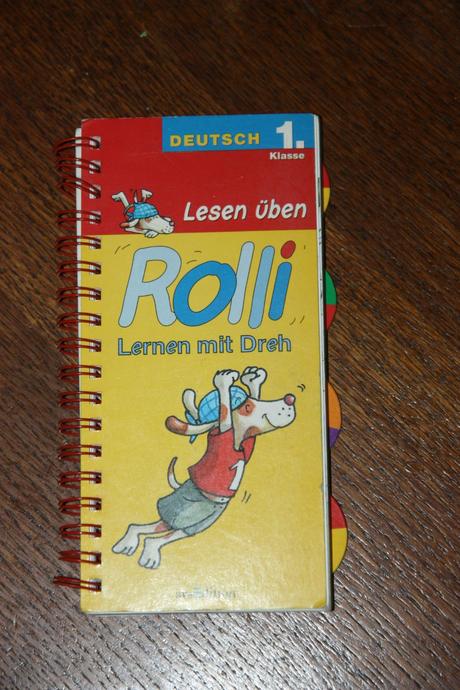 DEUTSCH 1.
Klasse
Lesen üben
Rolli
Lernen mit Dreh
1